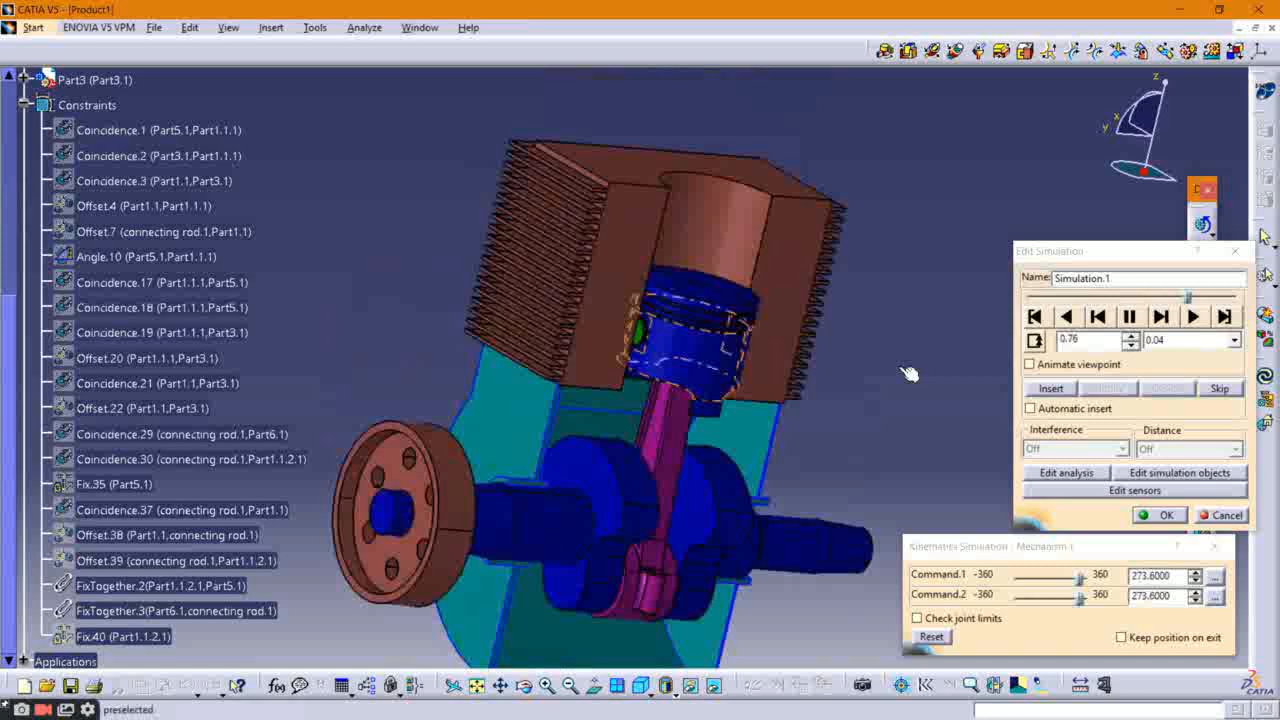 CATIA V5 - [Product1]
Start ENOVIA V5 VPM File Edit View Insert Tools Analyze Window Help
Part3 (Part3.1)
Constraints
Coincidence.1 (Part5.1,Part1.1.1)
Coincidence.2 (Part3.1,Part1.1.1)
Coincidence.3 (Part1.1,Part3.1)
Offset.4 (Part1.1,Part1.1.1)
Offset.7 (connecting rod.1,Part1.1)
Angle.10 (Part5.1,Part1.1.1)
Coincidence.17 (Part1.1.1,Part5.1)
Coincidence.18 (Part1.1.1,Part5.1)
Coincidence.19 (Part1.1.1,Part3.1)
Offset.20 (Part1.1.1,Part3.1)
Coincidence.21 (Part1.1,Part3.1)
Offset.22 (Part1.1,Part3.1)
Coincidence.29 (connecting rod.1,Part6.1)
Coincidence.30 (connecting rod.1,Part1.1.2.1)
Fix.35 (Part5.1)
Coincidence.37 (connecting rod.1,Part1.1)
Offset.38 (Part1.1,connecting rod.1)
Offset.39 (connecting rod.1,Part1.1.2.1)
FixTogether.2(Part1.1.2.1,Part5.1)
FixTogether.3(Part6.1,connecting rod.1)
Fix.40 (Part1.1.2.1)
Applications
z
x
y
Edit Simulation ?
Name: Simulation.1
0.76 0.04
Animate viewpoint
Insert Skip
Automatic insert
Interference Distance
Off Off
Edit analysis Edit simulation objects
Edit sensors
OK Cancel
Kinematics Simulation - Mechanism.1 ?
Command.1 -360 360 273.6000 ...
Command.2 -360 360 273.6000 ...
Check joint limits
Reset Keep position on exit
f(x)
CATIA
preselected